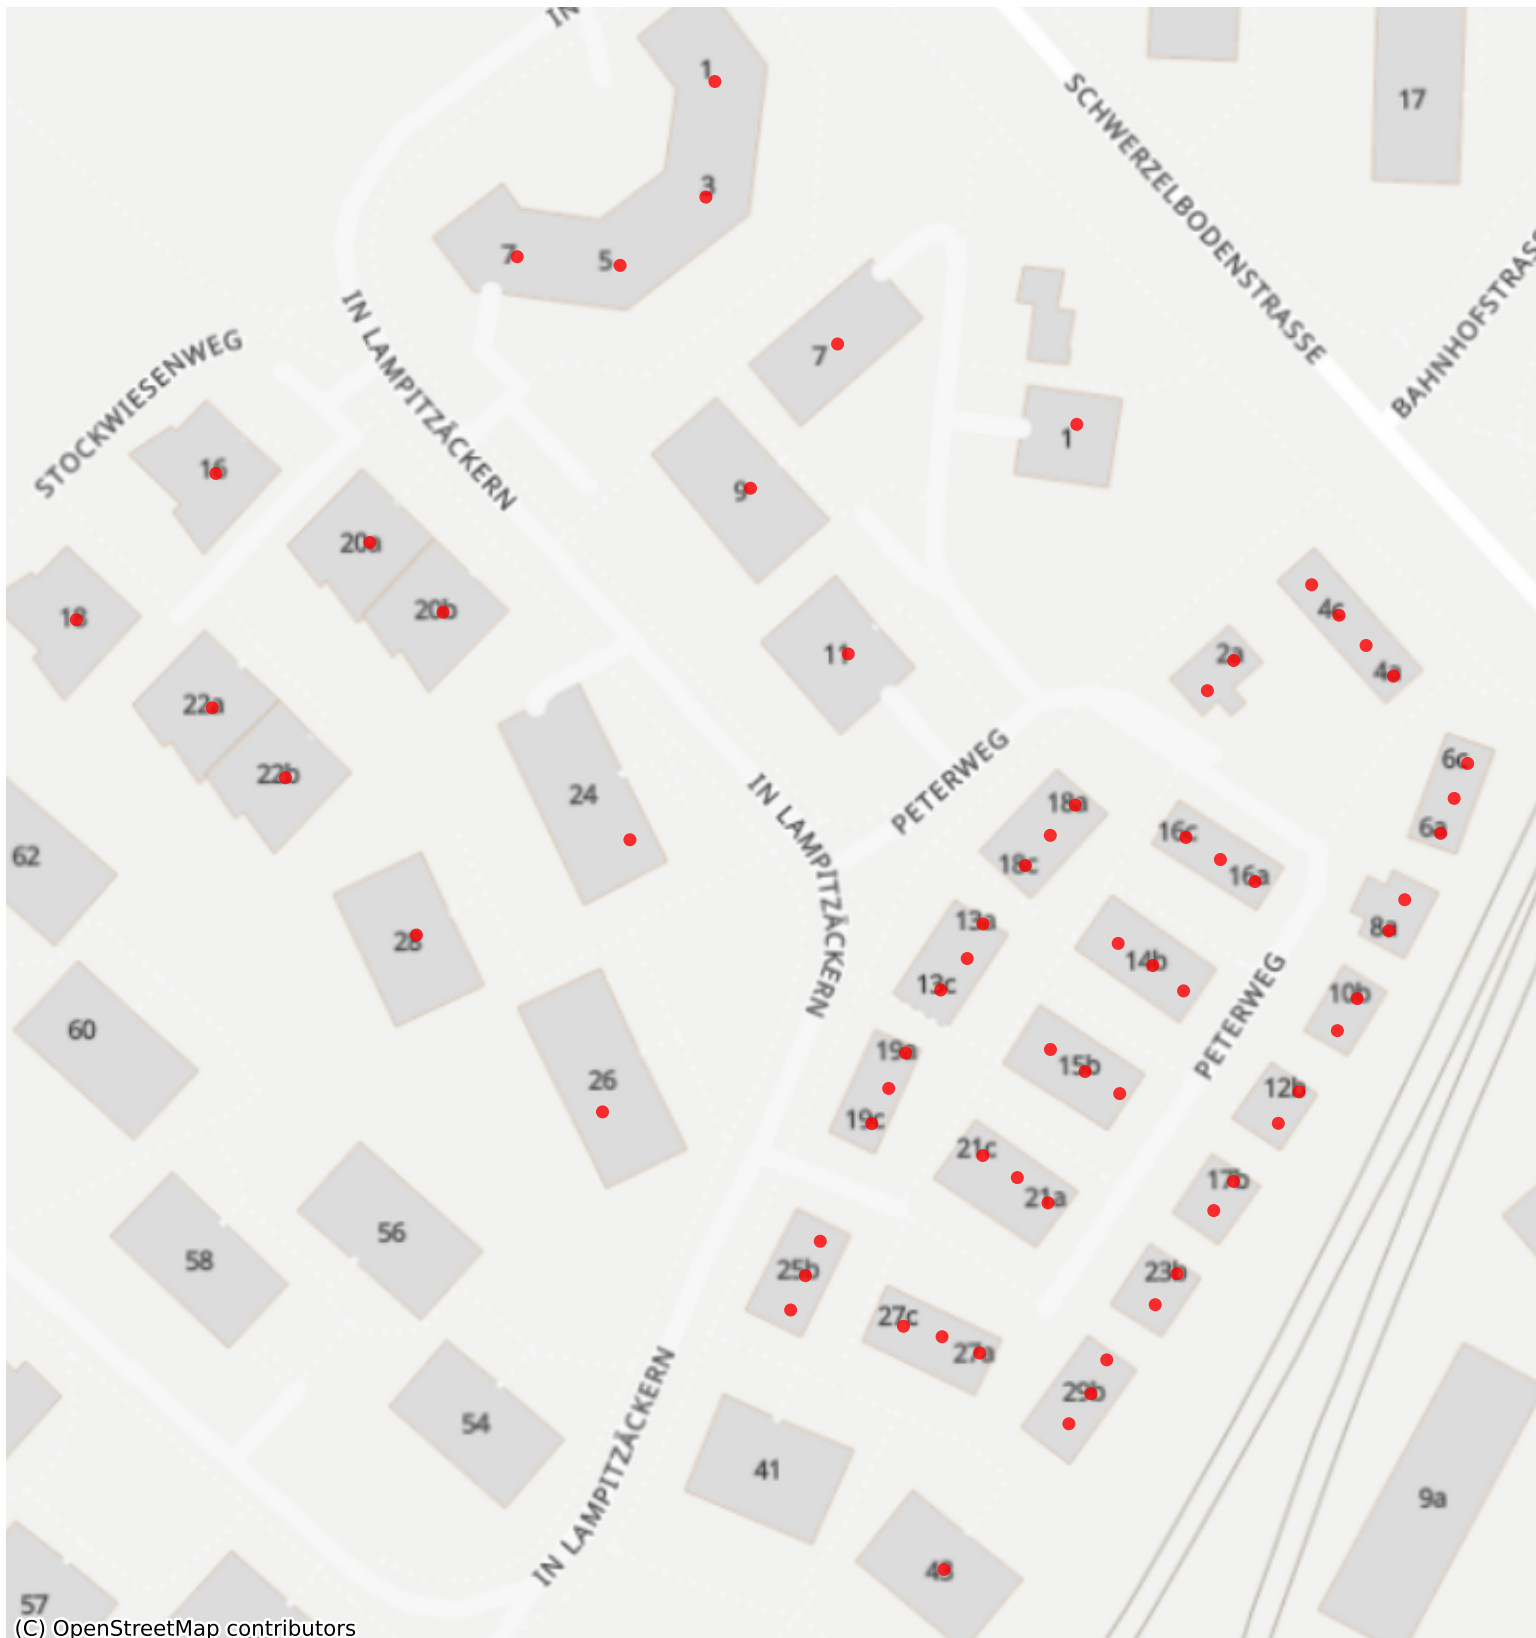 IN
1
17
SCHWERZELBODENSTRASSE
3
7
5
BAHNHOFSTRASS
IN LAMPITZÄCKERN
STOCKWIESENWEG
7
1
16
9
20a
20b
18
4c
4a
2a
11
22a
22b
24
PETERWEG
IN LAMPITZÄCKERN
6c
6a
18a
18c
16c
16a
62
28
13a
13c
14b
8a
10b
60
26
19a
19c
15b
PETERWEG
12b
21c
21a
17b
58
56
25b
23b
27c
27a
29b
54
IN LAMPITZÄCKERN
41
9a
43
57
(C) OpenStreetMap contributors